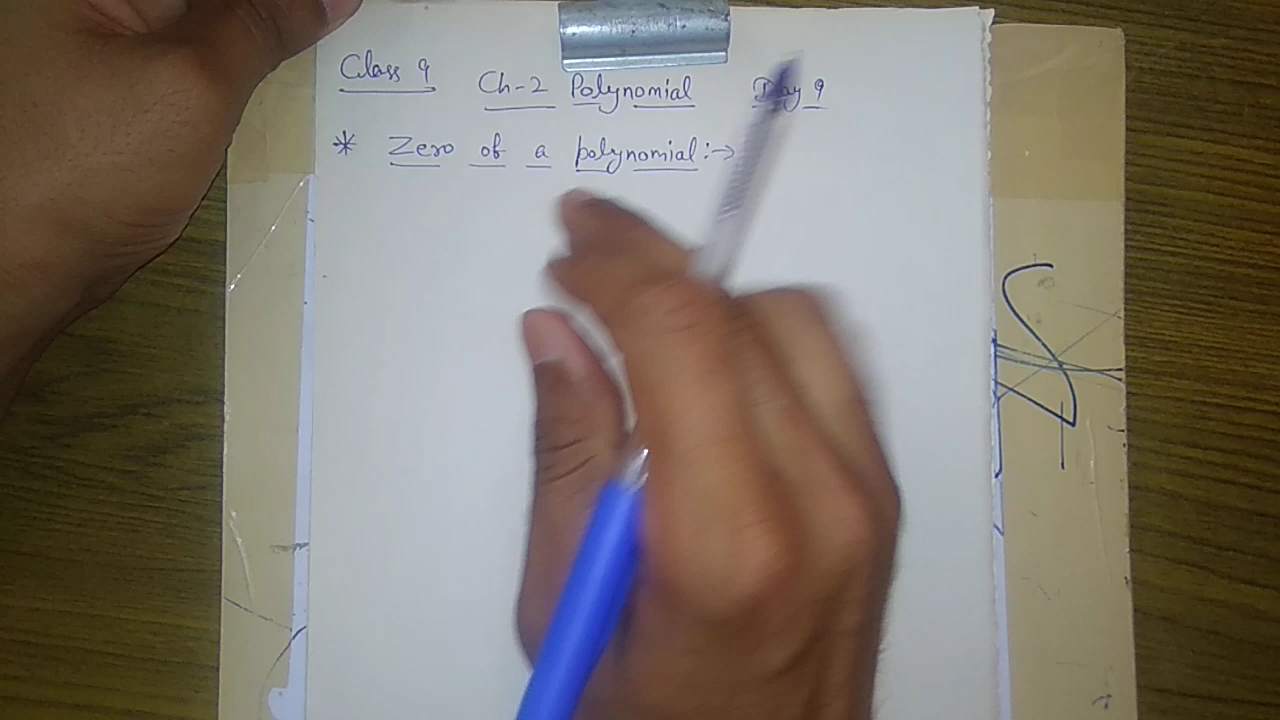 Class 9 Ch-2 Polynomial Day 9
* Zero of a polynomial:→